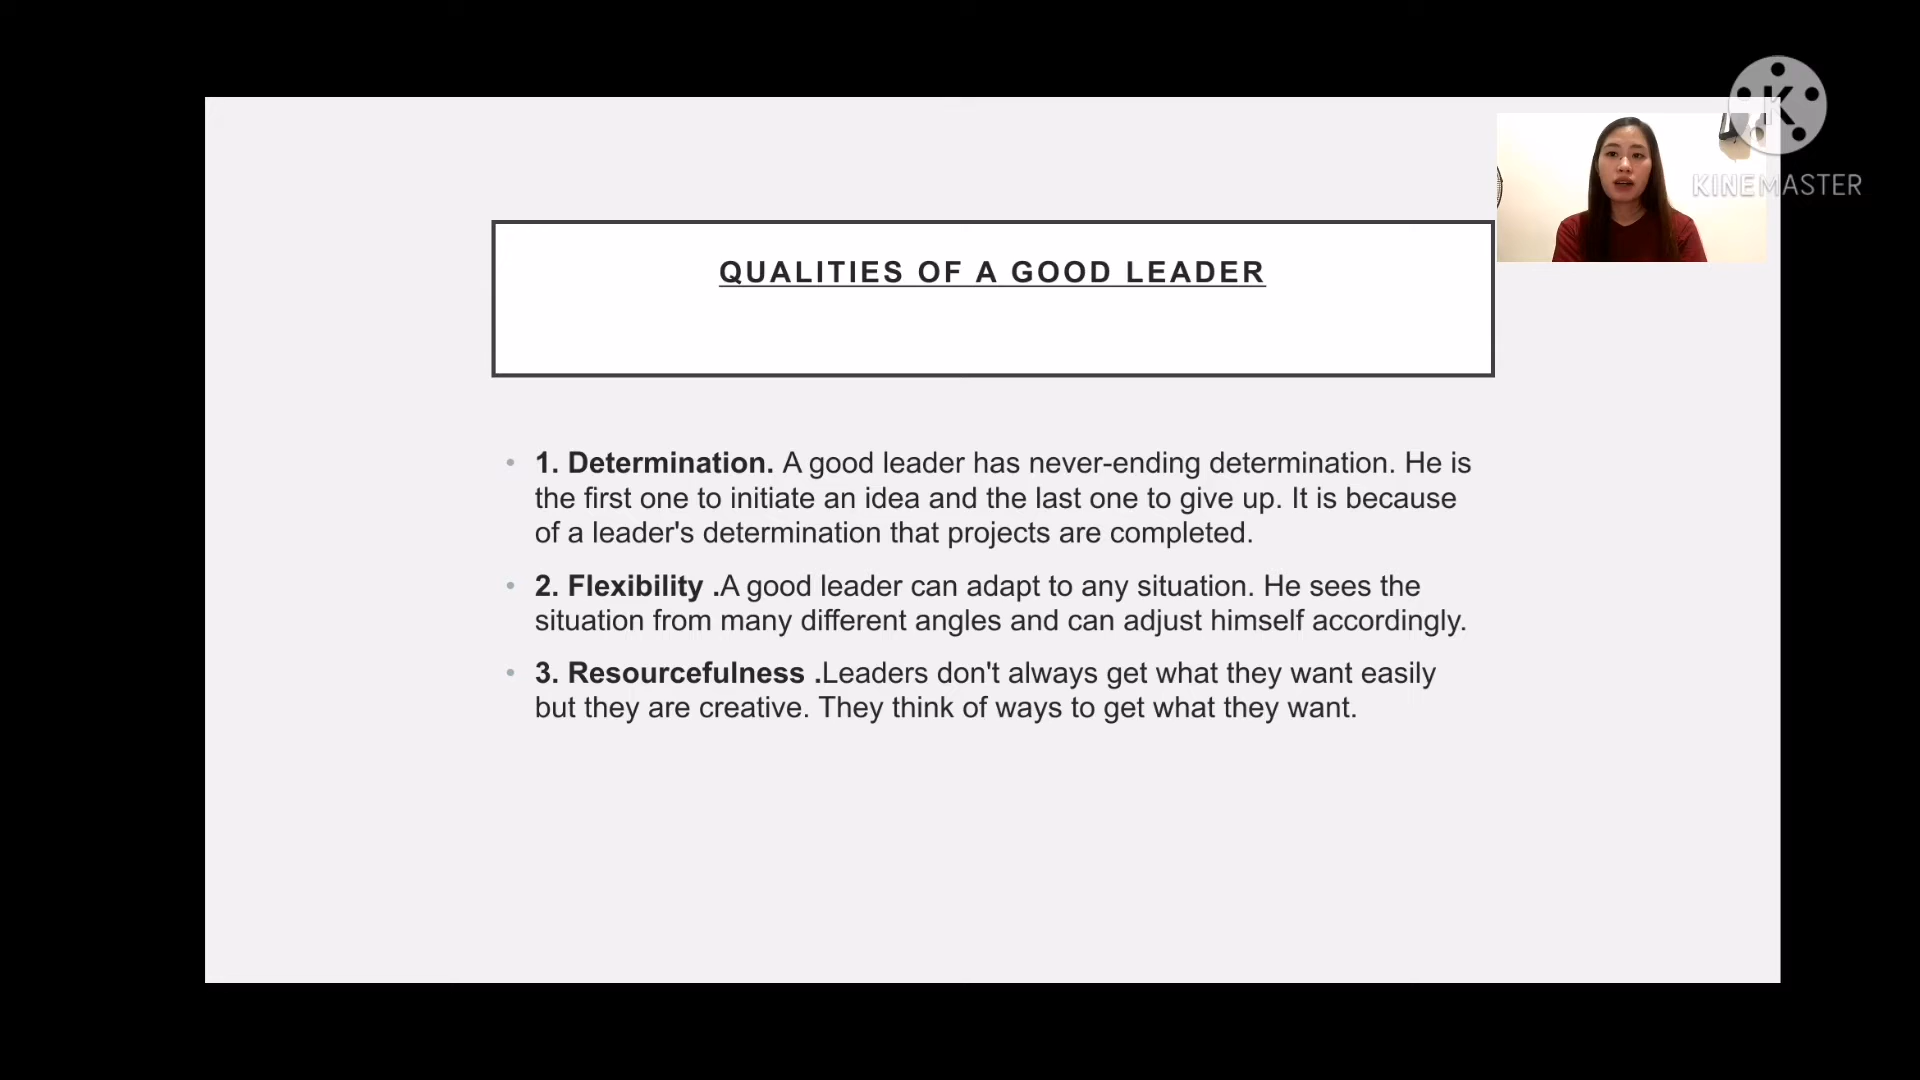 K
KINEMASTER
QUALITIES OF A GOOD LEADER
• 1. Determination. A good leader has never-ending determination. He is
the first one to initiate an idea and the last one to give up. It is because
of a leader's determination that projects are completed.
• 2. Flexibility .A good leader can adapt to any situation. He sees the
situation from many different angles and can adjust himself accordingly.
• 3. Resourcefulness .Leaders don't always get what they want easily
but they are creative. They think of ways to get what they want.